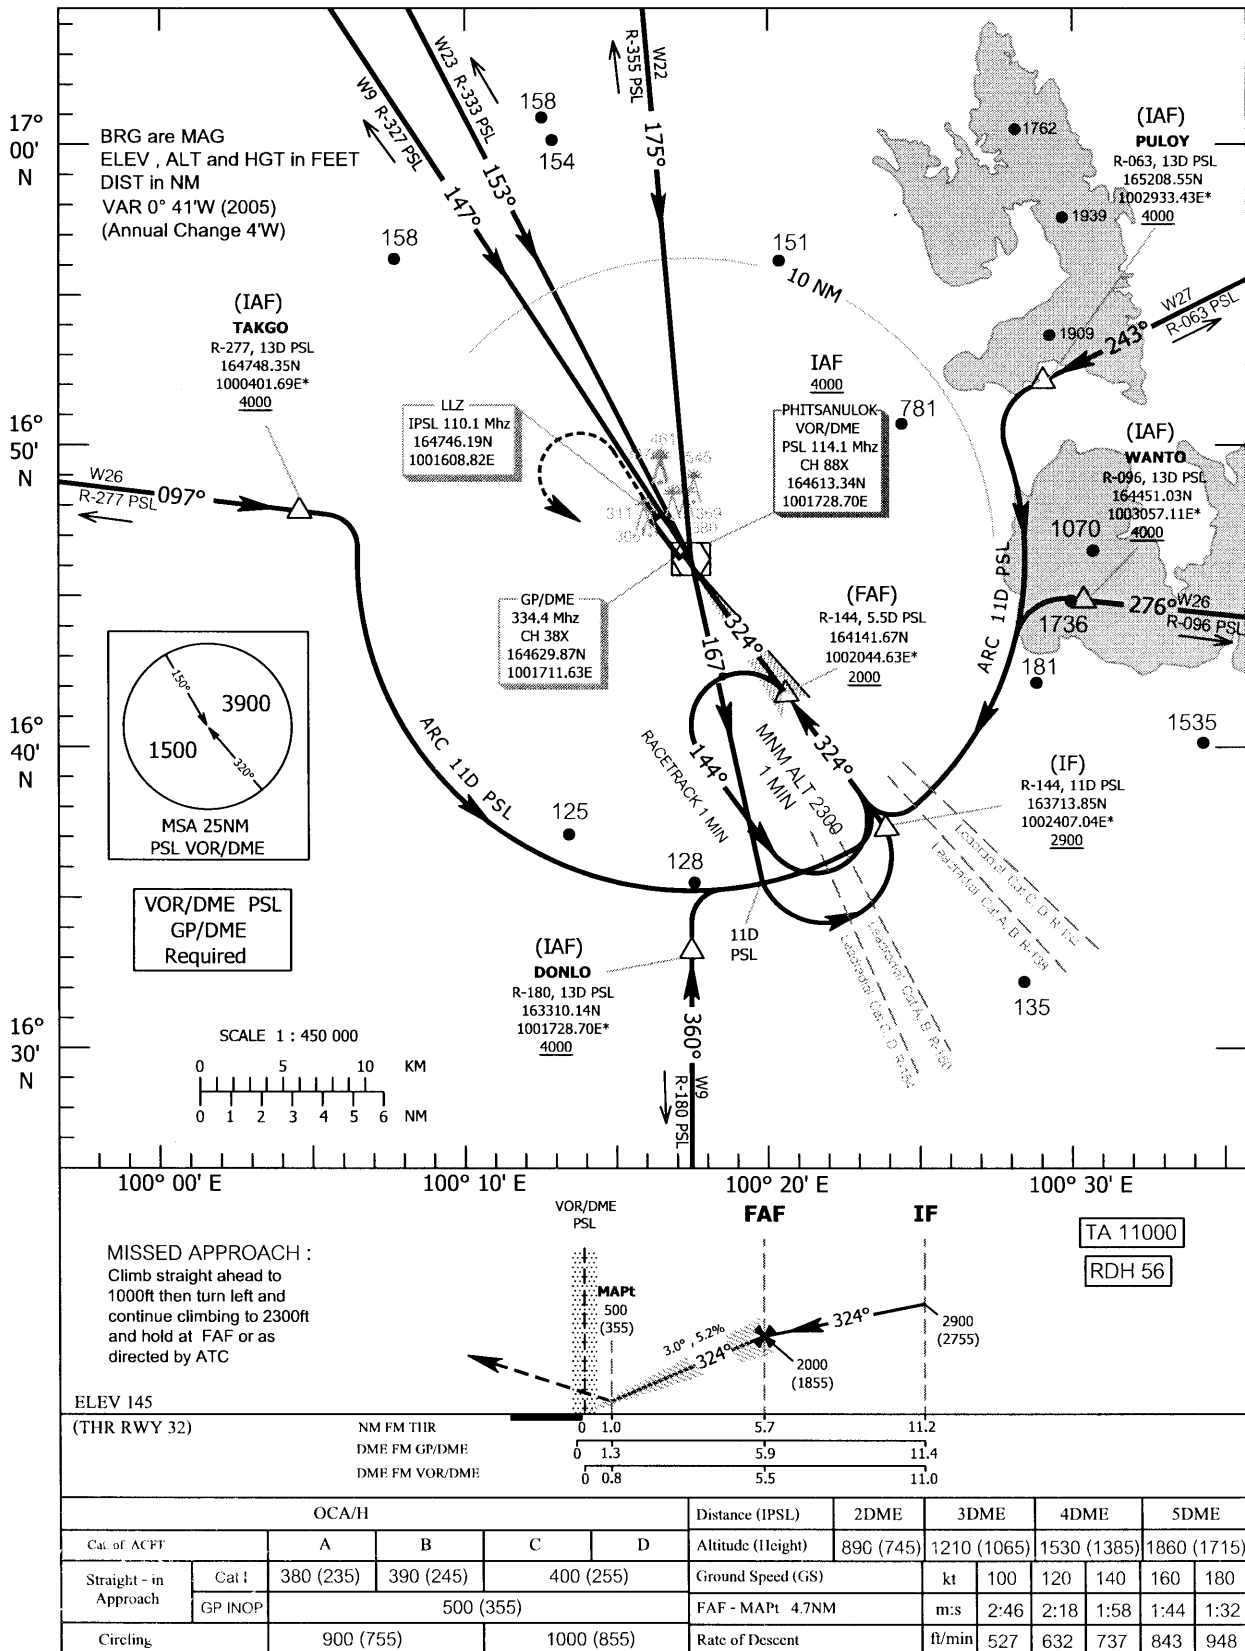 W9 R-327 PSL
147°
W23 R-333 PSL
153°
W22
R-355 PSL
175°
17°
00'
N
BRG are MAG
ELEV , ALT and HGT in FEET
DIST in NM
VAR 0° 41'W (2005)
(Annual Change 4'W)
158
154
158
151
10 NM
1762
1939
1909
(IAF)
PULOY
R-063, 13D PSL
165208.55N
1002933.43E*
4000
W27
R-063 PSL
243°
(IAF)
TAKGO
R-277, 13D PSL
164748.35N
1000401.69E*
4000
16°
50'
N
LLZ
IPSL 110.1 Mhz
164746.19N
1001608.82E
IAF
4000
PHITSANULOK
VOR/DME
PSL 114.1 Mhz
CH 88X
164613.34N
1001728.70E
781
(IAF)
WANTO
R-096, 13D PSL
164451.03N
1003057.11E*
4000
461
545
311
369
306
380
W26
R-277 PSL
097°
1070
1736
276°
W26
R-096 PSL
ARC 11D PSL
GP/DME
334.4 Mhz
CH 38X
164629.87N
1001711.63E
(FAF)
R-144, 5.5D PSL
164141.67N
1002044.63E*
2000
324°
167
181
1535
150°
3900
1500
320°
MSA 25NM
PSL VOR/DME
16°
40'
N
ARC 11D PSL
RACETRACK 1 MIN
144°
MNM ALT 2300
1 MIN
324°
(IF)
R-144, 11D PSL
163713.85N
1002407.04E*
2900
125
128
VOR/DME PSL
GP/DME
Required
Leadradial Cat C, D R-134
Leadradial Cat A, B R-138
Leadradial Cat A, B R-150
Leadradial Cat C, D R-154
11D
PSL
135
(IAF)
DONLO
R-180, 13D PSL
163310.14N
1001728.70E*
4000
360°
W9
R-180 PSL
16°
30'
N
SCALE 1 : 450 000
0 5 10 KM
0 1 2 3 4 5 6 NM
100° 00' E 100° 10' E 100° 20' E 100° 30' E
VOR/DME
PSL
FAF
IF
TA 11000
RDH 56
MISSED APPROACH :
Climb straight ahead to
1000ft then turn left and
continue climbing to 2300ft
and hold at FAF or as
directed by ATC
MAPt
500
(355)
3.0° , 5.2%
324°
324°
2000
(1855)
2900
(2755)
ELEV 145
(THR RWY 32)
NM FM THR 0 1.0 5.7 11.2
DME FM GP/DME 0 1.3 5.9 11.4
DME FM VOR/DME 0 0.8 5.5 11.0
OCA/H
Cat. of ACFT A B C D
Straight - in Approach Cat I 380 (235) 390 (245) 400 (255)
GP INOP 500 (355)
Circling 900 (755) 1000 (855)
Distance (IPSL) 2DME 3DME 4DME 5DME
Altitude (Height) 890 (745) 1210 (1065) 1530 (1385) 1860 (1715)
Ground Speed (GS) kt 100 120 140 160 180
FAF - MAPt 4.7NM m:s 2:46 2:18 1:58 1:44 1:32
Rate of Descent ft/min 527 632 737 843 948